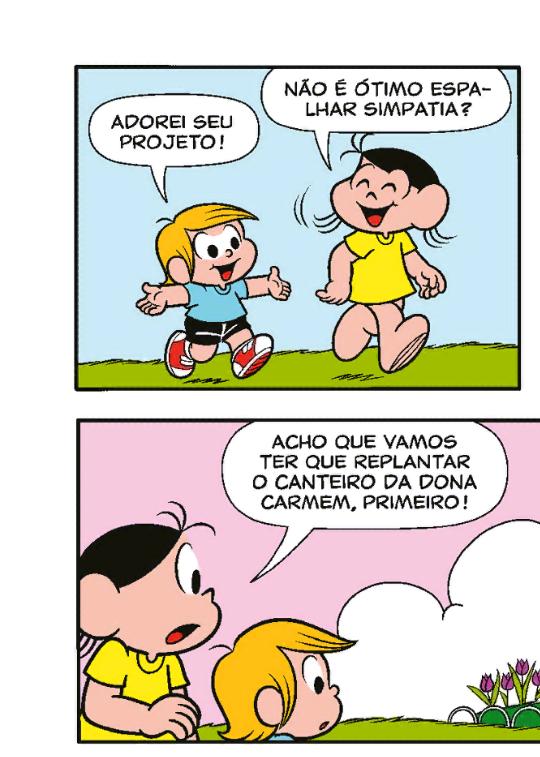 ADOREI SEU
PROJETO!
NÃO É ÓTIMO ESPA-
LHAR SIMPATIA?
ACHO QUE VAMOS
TER QUE REPLANTAR
O CANTEIRO DA DONA
CARMEM, PRIMEIRO!